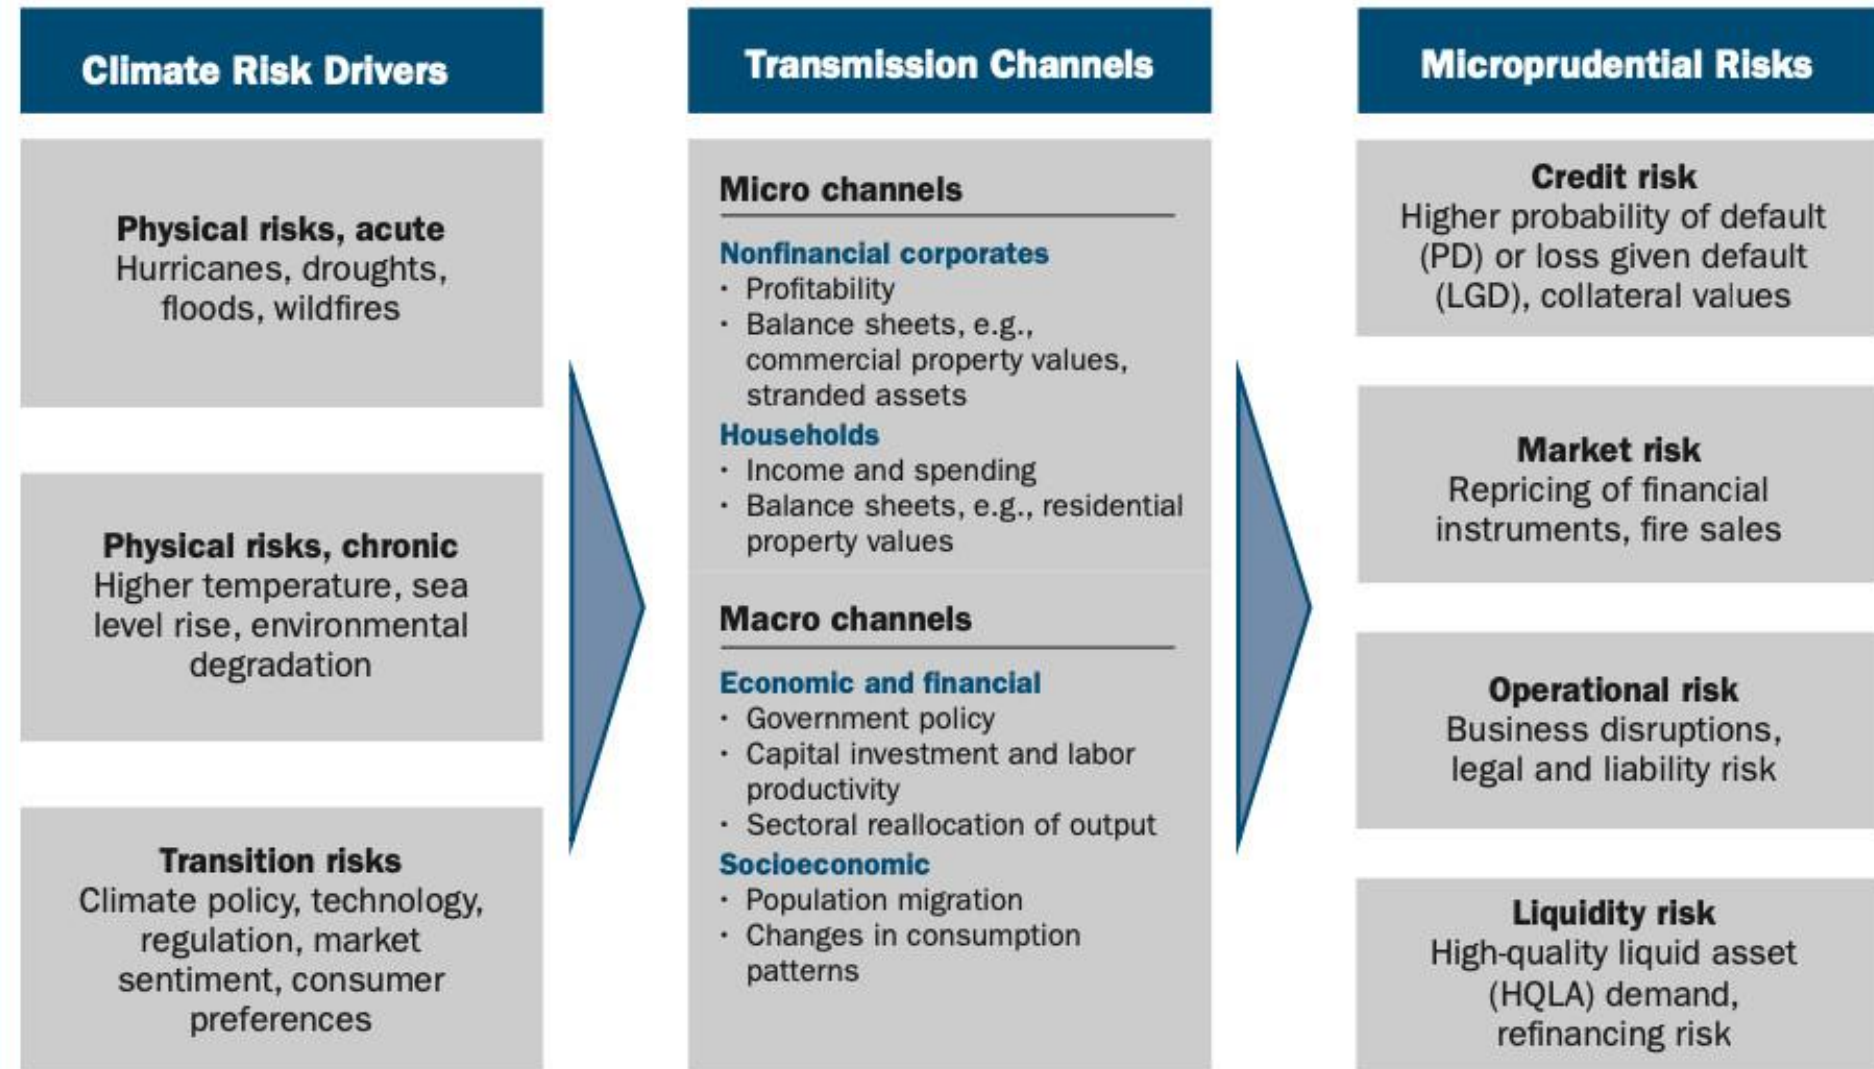 Climate Risk Drivers
Physical risks, acute
Hurricanes, droughts,
floods, wildfires
Physical risks, chronic
Higher temperature, sea
level rise, environmental
degradation
Transition risks
Climate policy, technology,
regulation, market
sentiment, consumer
preferences
Transmission Channels
Micro channels
Nonfinancial corporates
· Profitability
· Balance sheets, e.g.,
commercial property values,
stranded assets
Households
· Income and spending
· Balance sheets, e.g., residential
property values
Macro channels
Economic and financial
· Government policy
· Capital investment and labor
productivity
· Sectoral reallocation of output
Socioeconomic
· Population migration
· Changes in consumption
patterns
Microprudential Risks
Credit risk
Higher probability of default
(PD) or loss given default
(LGD), collateral values
Market risk
Repricing of financial
instruments, fire sales
Operational risk
Business disruptions,
legal and liability risk
Liquidity risk
High-quality liquid asset
(HQLA) demand,
refinancing risk